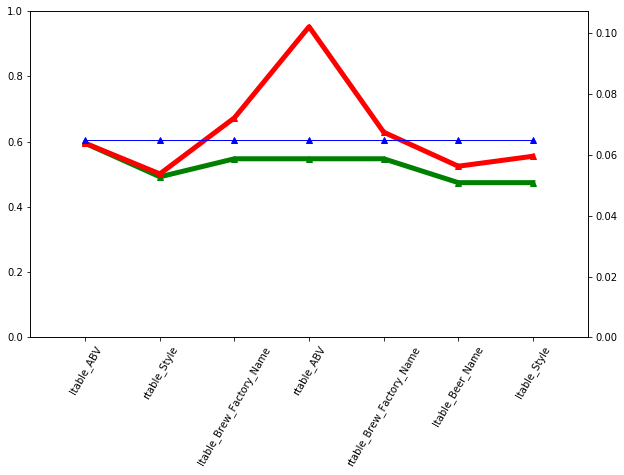 1.0
0.8
0.6
0.4
0.2
0.0
0.10
0.08
0.06
0.04
0.02
0.00
ltable_ABV
rtable_Style
ltable_Brew_Factory_Name
rtable_ABV
rtable_Brew_Factory_Name
ltable_Beer_Name
ltable_Style